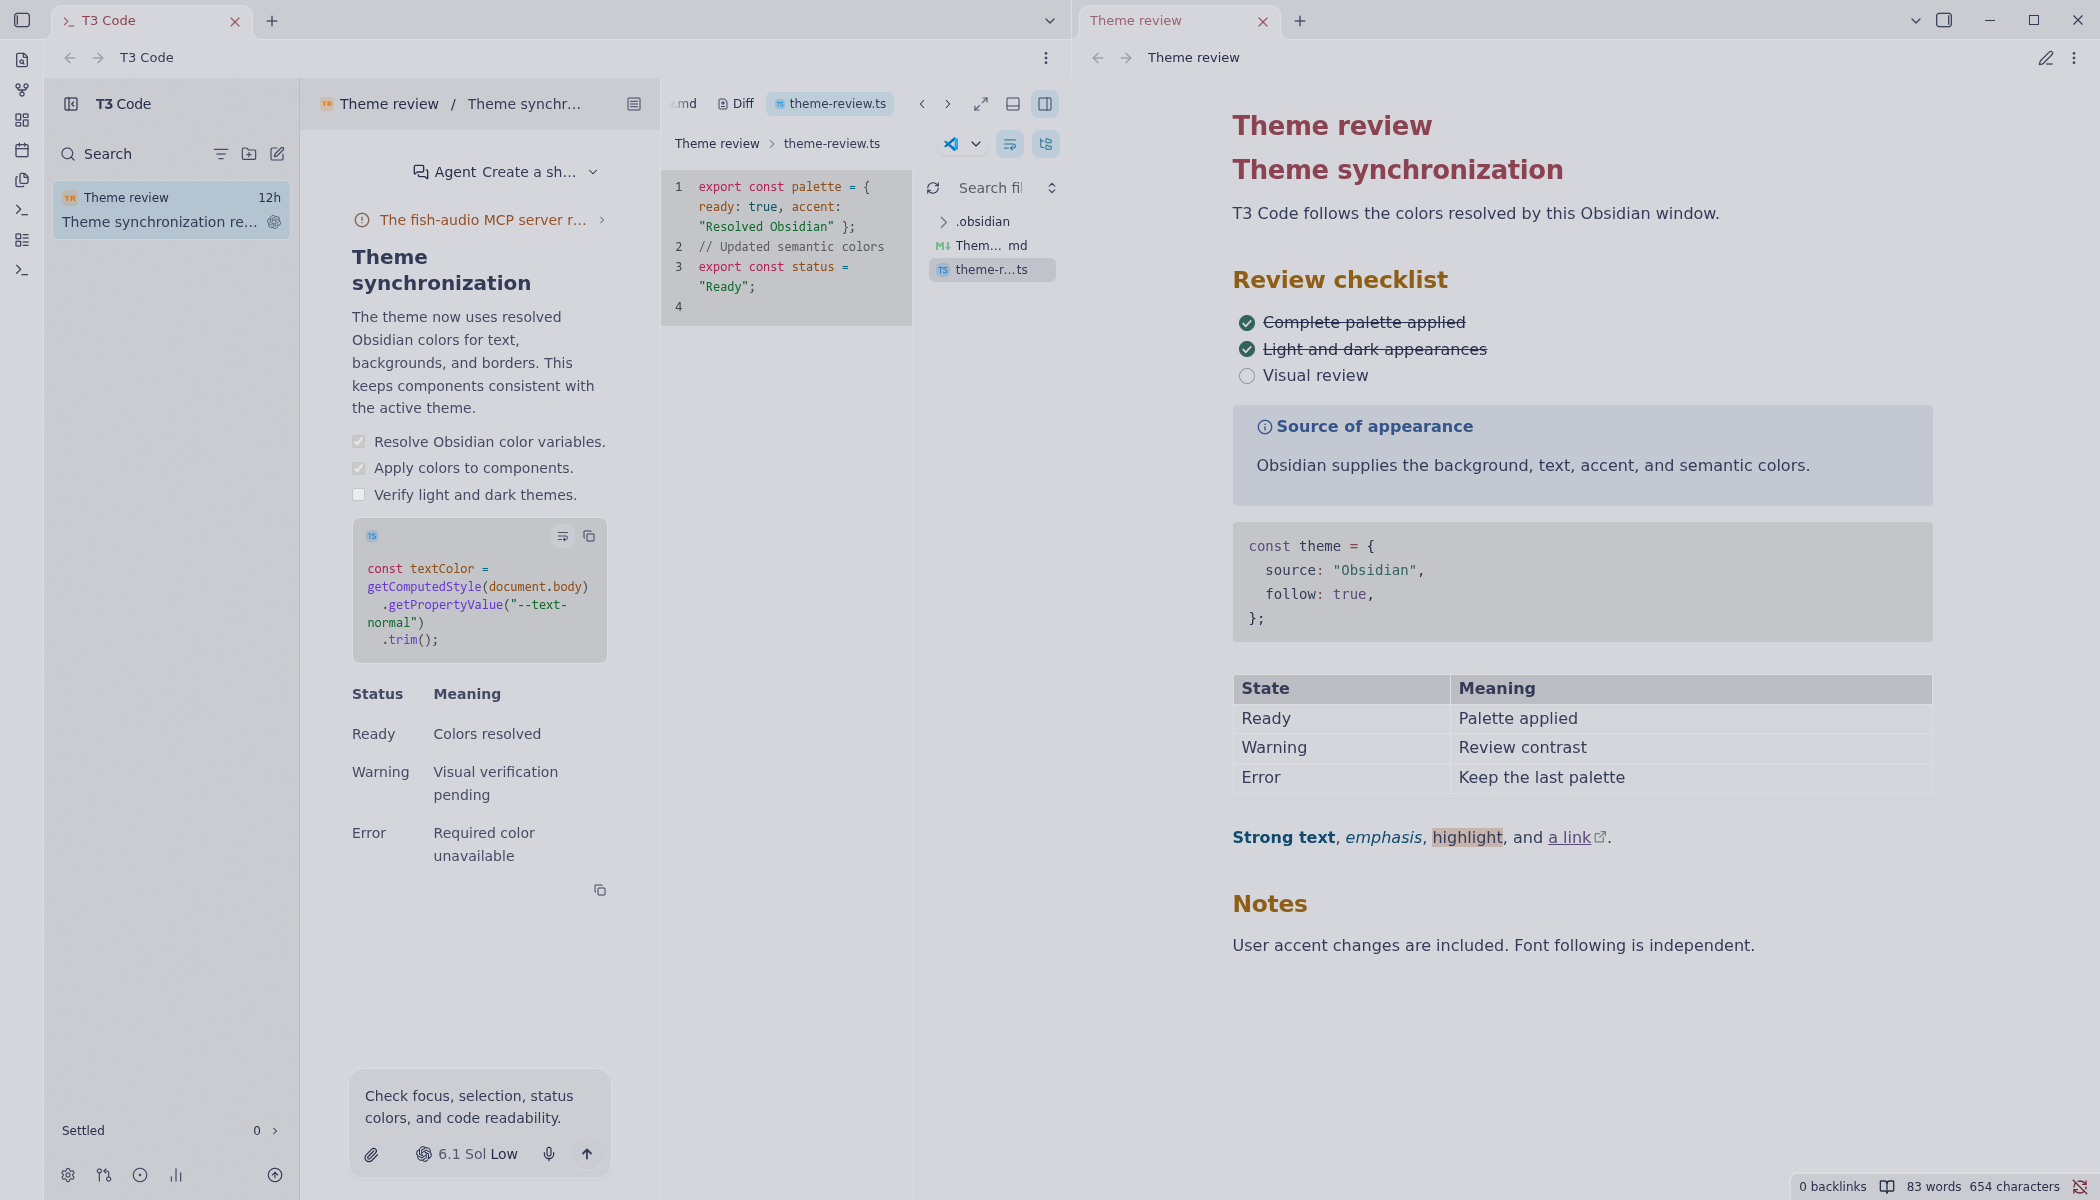 T3 Code
Theme review
T3 Code
Theme review
T3 Code
Search
TR Theme review 12h
Theme synchronization re…
Settled 0
TR Theme review / Theme synchr…
Agent Create a sh…
The fish-audio MCP server r…
Theme
synchronization
The theme now uses resolved
Obsidian colors for text,
backgrounds, and borders. This
keeps components consistent with
the active theme.
Resolve Obsidian color variables.
Apply colors to components.
Verify light and dark themes.
TS
const textColor =
getComputedStyle(document.body)
.getPropertyValue("--text-
normal")
.trim();
Status Meaning
Ready Colors resolved
Warning Visual verification
pending
Error Required color
unavailable
Check focus, selection, status
colors, and code readability.
6.1 Sol Low
.md Diff TS theme-review.ts
Theme review > theme-review.ts
1 export const palette = {
ready: true, accent:
"Resolved Obsidian" };
2 // Updated semantic colors
3 export const status =
"Ready";
4
Search fil
.obsidian
M Them… md
TS theme-r…ts
Theme review
Theme synchronization
T3 Code follows the colors resolved by this Obsidian window.
Review checklist
Complete palette applied
Light and dark appearances
Visual review
Source of appearance
Obsidian supplies the background, text, accent, and semantic colors.
const theme = {
source: "Obsidian",
follow: true,
};
State Meaning
Ready Palette applied
Warning Review contrast
Error Keep the last palette
Strong text, emphasis, highlight, and a link.
Notes
User accent changes are included. Font following is independent.
0 backlinks 83 words 654 characters